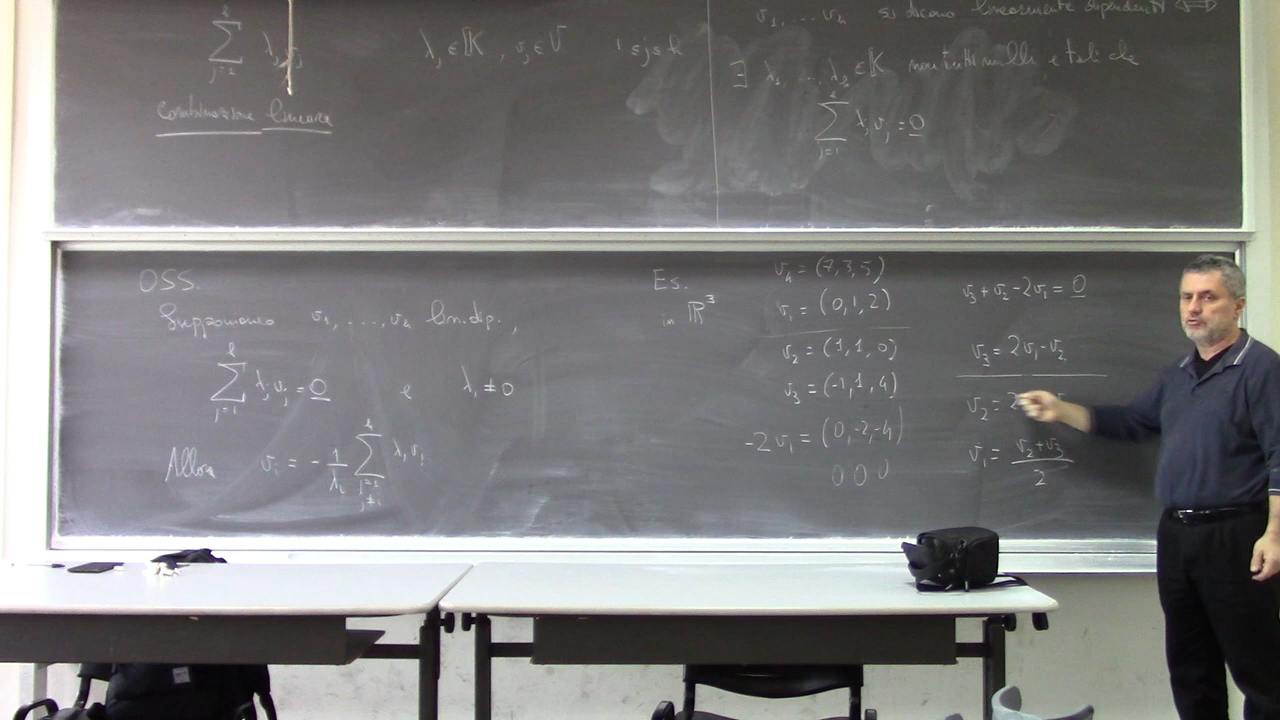 k
∑ λⱼvⱼ
j=1
λⱼ ∈ 𝕂 , vⱼ ∈ V 1≤j≤k
combinazione lineare
v₁, ... vₖ si dicono linearmente dipendenti ⟺
∃ λ₁, ..., λₖ ∈ 𝕂 non tutti nulli e tali che
k
∑ λⱼvⱼ = 0
j=1
OSS.
Supponiamo v₁, ..., vₖ lin.dip.,
k
∑ λⱼvⱼ = 0 e λᵢ ≠ 0
j=1
Allora vᵢ = - 1/λᵢ ∑ λⱼvⱼ
k
j=1
j≠i
Es.
in ℝ³
v₄ = (7,3,5)
v₁ = (0,1,2)
v₂ = (1,1,0)
v₃ = (-1,1,4)
-2v₁ = (0,-2,-4)
0 0 0
v₃+v₂-2v₁ = 0
v₃ = 2v₁-v₂
v₂ = 2
v₁ = (v₂+v₃)/2